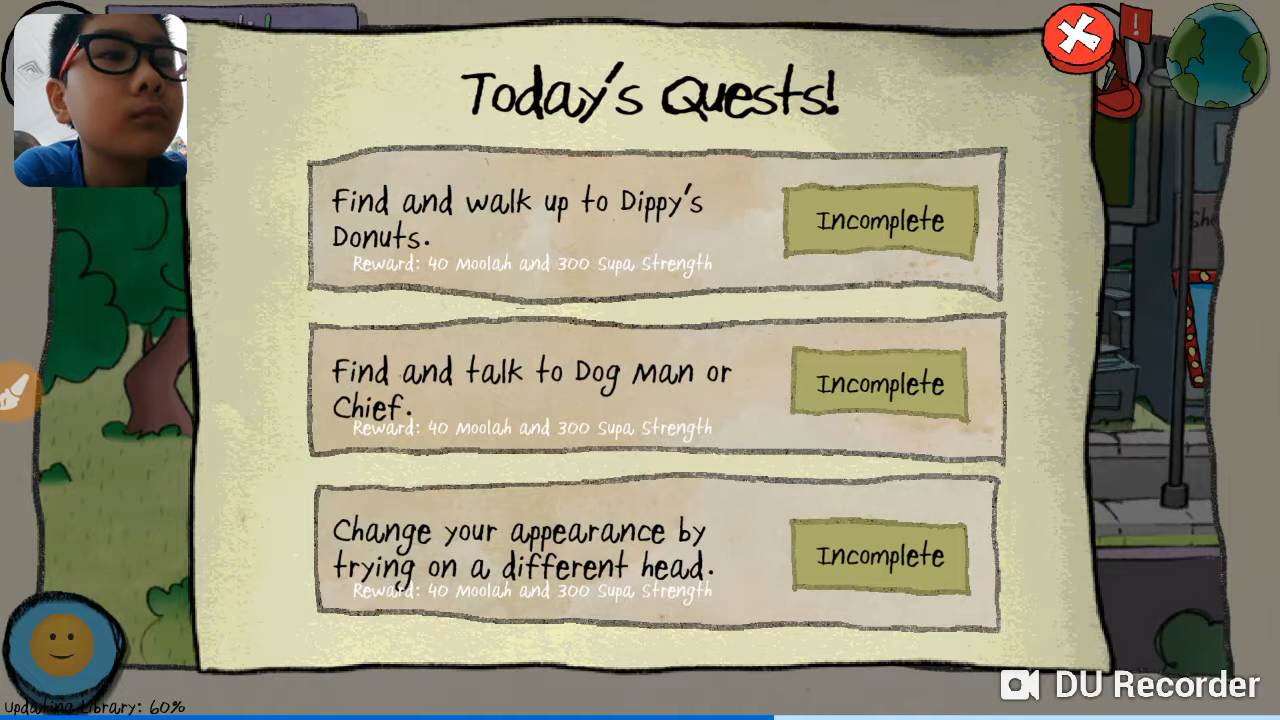 Today's Quests!
Find and walk up to Dippy's
Donuts.
Reward: 40 Moolah and 300 Supa Strength
Incomplete
Find and talk to Dog Man or
Chief.
Reward: 40 Moolah and 300 Supa Strength
Incomplete
Change your appearance by
trying on a different head.
Reward: 40 Moolah and 300 Supa Strength
Incomplete
!
DU Recorder
Updating Library: 60%